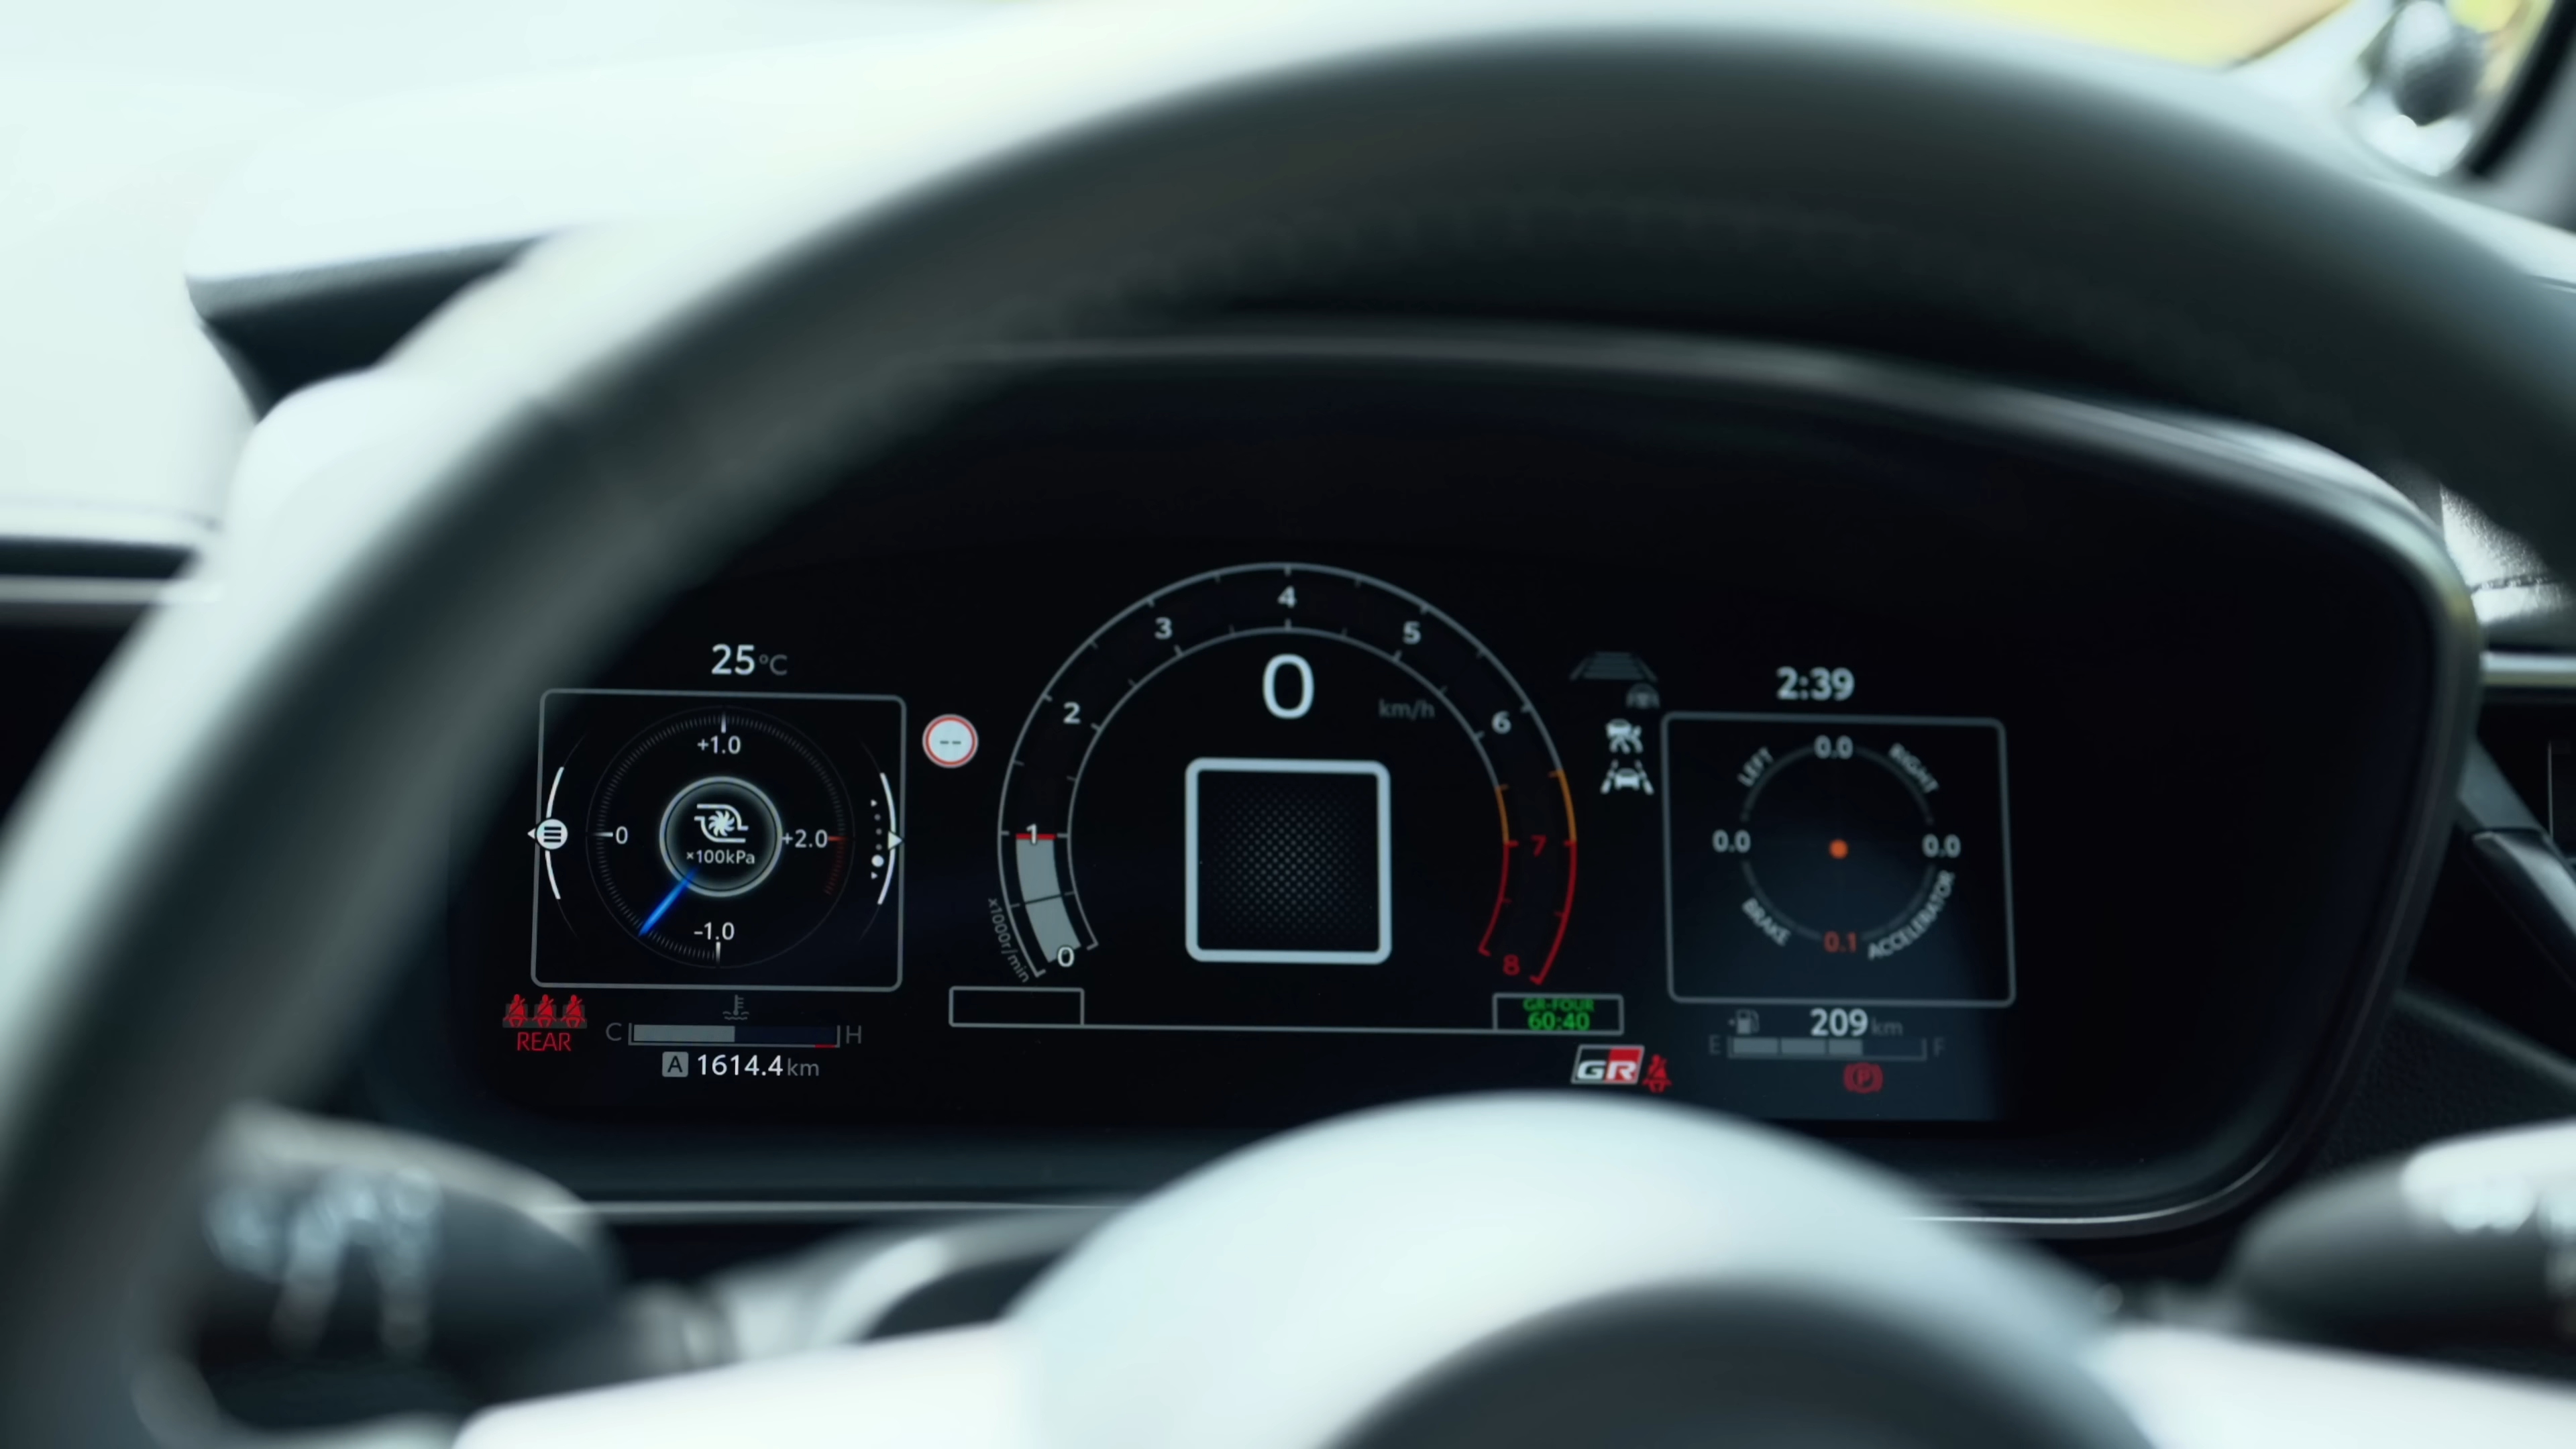 25°C
+1.0
0
×100kPa
+2.0
-1.0
REAR
C
H
A 1614.4 km
--
0
1
2
3
4
5
6
7
8
×1000r/min
0
km/h
GR-FOUR
60:40
GR
2:39
LEFT
0.0
RIGHT
0.0
0.0
BRAKE
0.1
ACCELERATOR
209 km
E
F
P